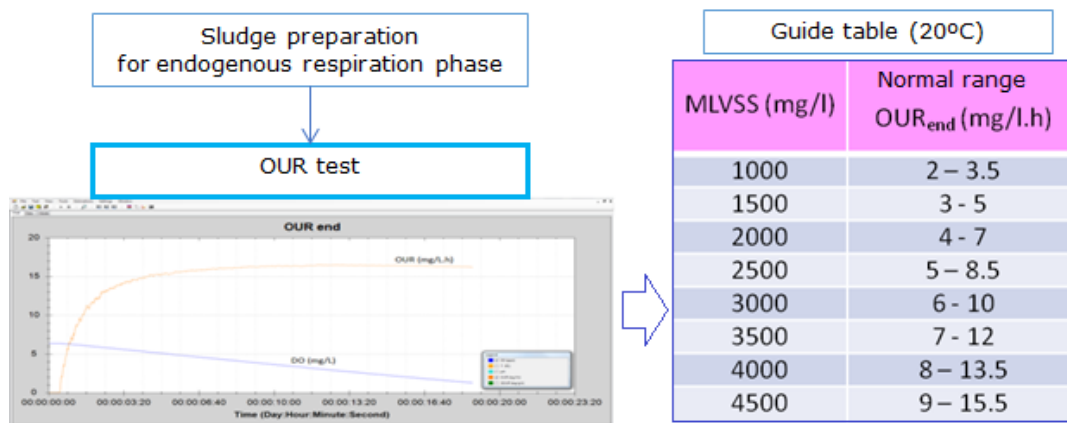 Sludge preparation
for endogenous respiration phase
OUR test
OUR end
20
15
10
5
0
OUR (mg/L.h)
DO (mg/L)
00:00:00:00 00:00:03:20 00:00:06:40 00:00:10:00 00:00:13:20 00:00:16:40 00:00:20:00 00:00:23:20
Time (Day:Hour:Minute:Second)
Guide table (20ºC)
MLVSS (mg/l) Normal range
OURend (mg/l.h)
1000 2 – 3.5
1500 3 - 5
2000 4 - 7
2500 5 – 8.5
3000 6 - 10
3500 7 - 12
4000 8 – 13.5
4500 9 – 15.5